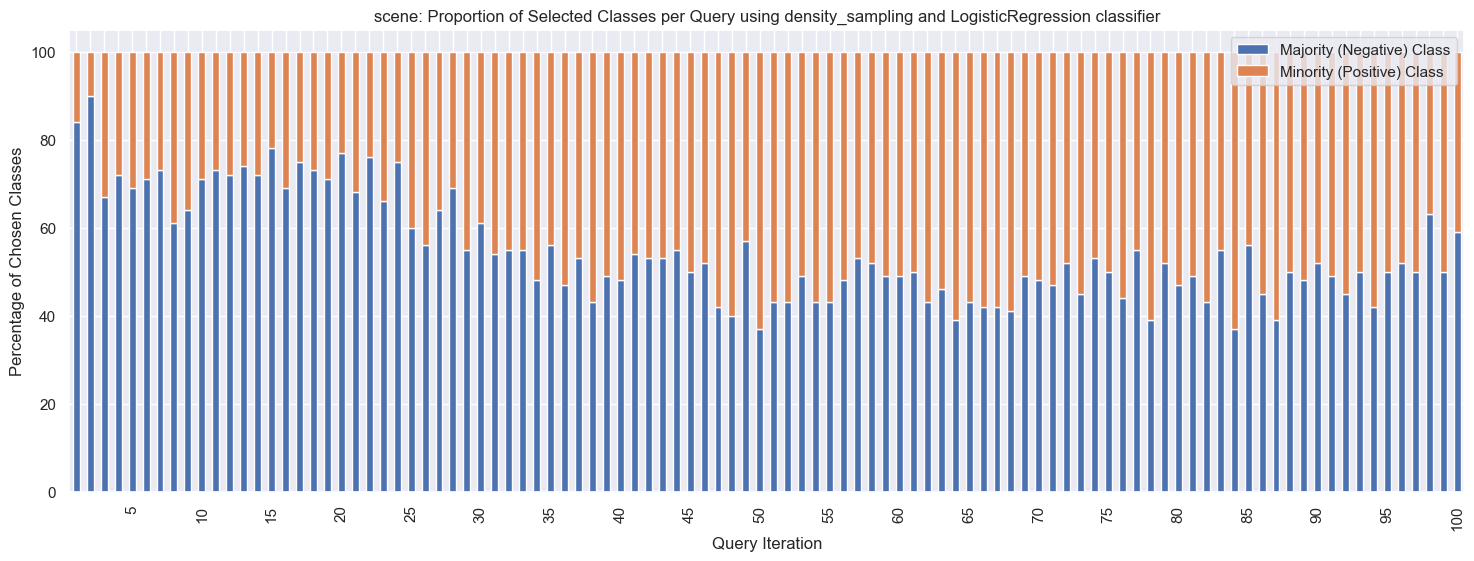 scene: Proportion of Selected Classes per Query using density_sampling and LogisticRegression classifier
Majority (Negative) Class
Minority (Positive) Class
Percentage of Chosen Classes
100
80
60
40
20
0
5 10 15 20 25 30 35 40 45 50 55 60 65 70 75 80 85 90 95 100
Query Iteration